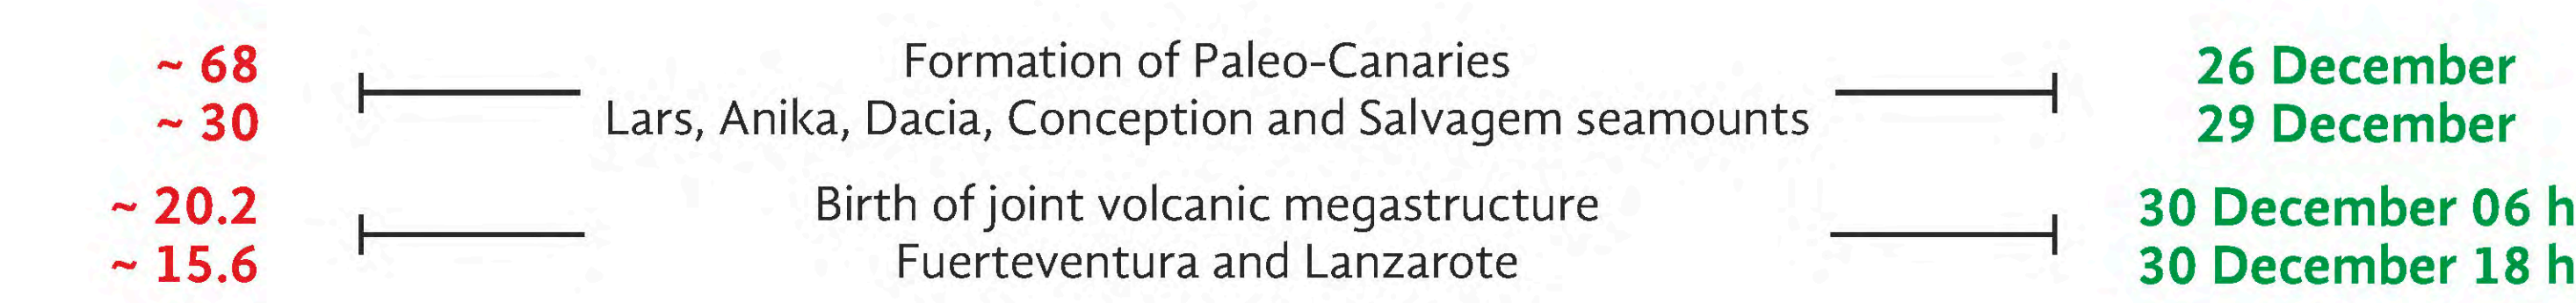 ~ 68 Formation of Paleo-Canaries 26 December
~ 30 Lars, Anika, Dacia, Conception and Salvagem seamounts 29 December
~ 20.2 Birth of joint volcanic megastructure 30 December 06 h
~ 15.6 Fuerteventura and Lanzarote 30 December 18 h